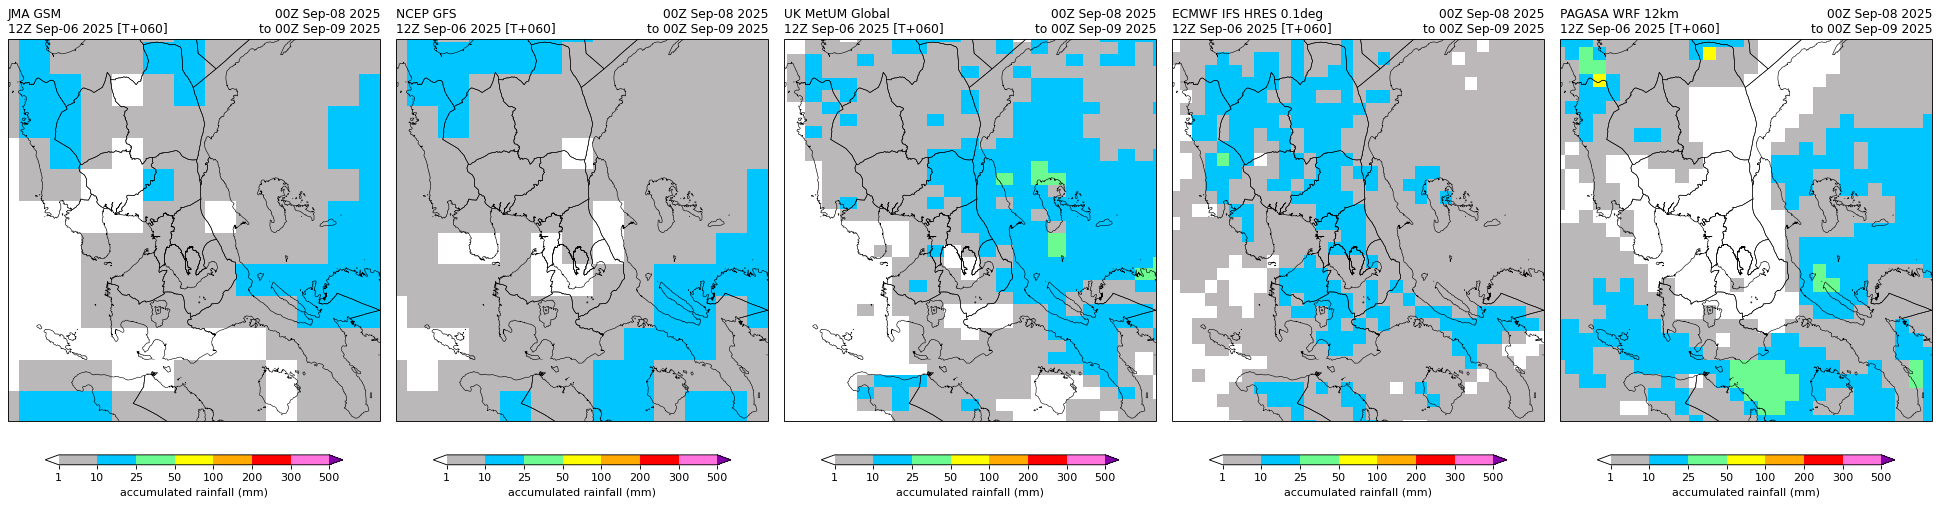 JMA GSM 00Z Sep-08 2025
12Z Sep-06 2025 [T+060] to 00Z Sep-09 2025
1 10 25 50 100 200 300 500
accumulated rainfall (mm)
NCEP GFS 00Z Sep-08 2025
12Z Sep-06 2025 [T+060] to 00Z Sep-09 2025
1 10 25 50 100 200 300 500
accumulated rainfall (mm)
UK MetUM Global 00Z Sep-08 2025
12Z Sep-06 2025 [T+060] to 00Z Sep-09 2025
1 10 25 50 100 200 300 500
accumulated rainfall (mm)
ECMWF IFS HRES 0.1deg 00Z Sep-08 2025
12Z Sep-06 2025 [T+060] to 00Z Sep-09 2025
1 10 25 50 100 200 300 500
accumulated rainfall (mm)
PAGASA WRF 12km 00Z Sep-08 2025
12Z Sep-06 2025 [T+060] to 00Z Sep-09 2025
1 10 25 50 100 200 300 500
accumulated rainfall (mm)